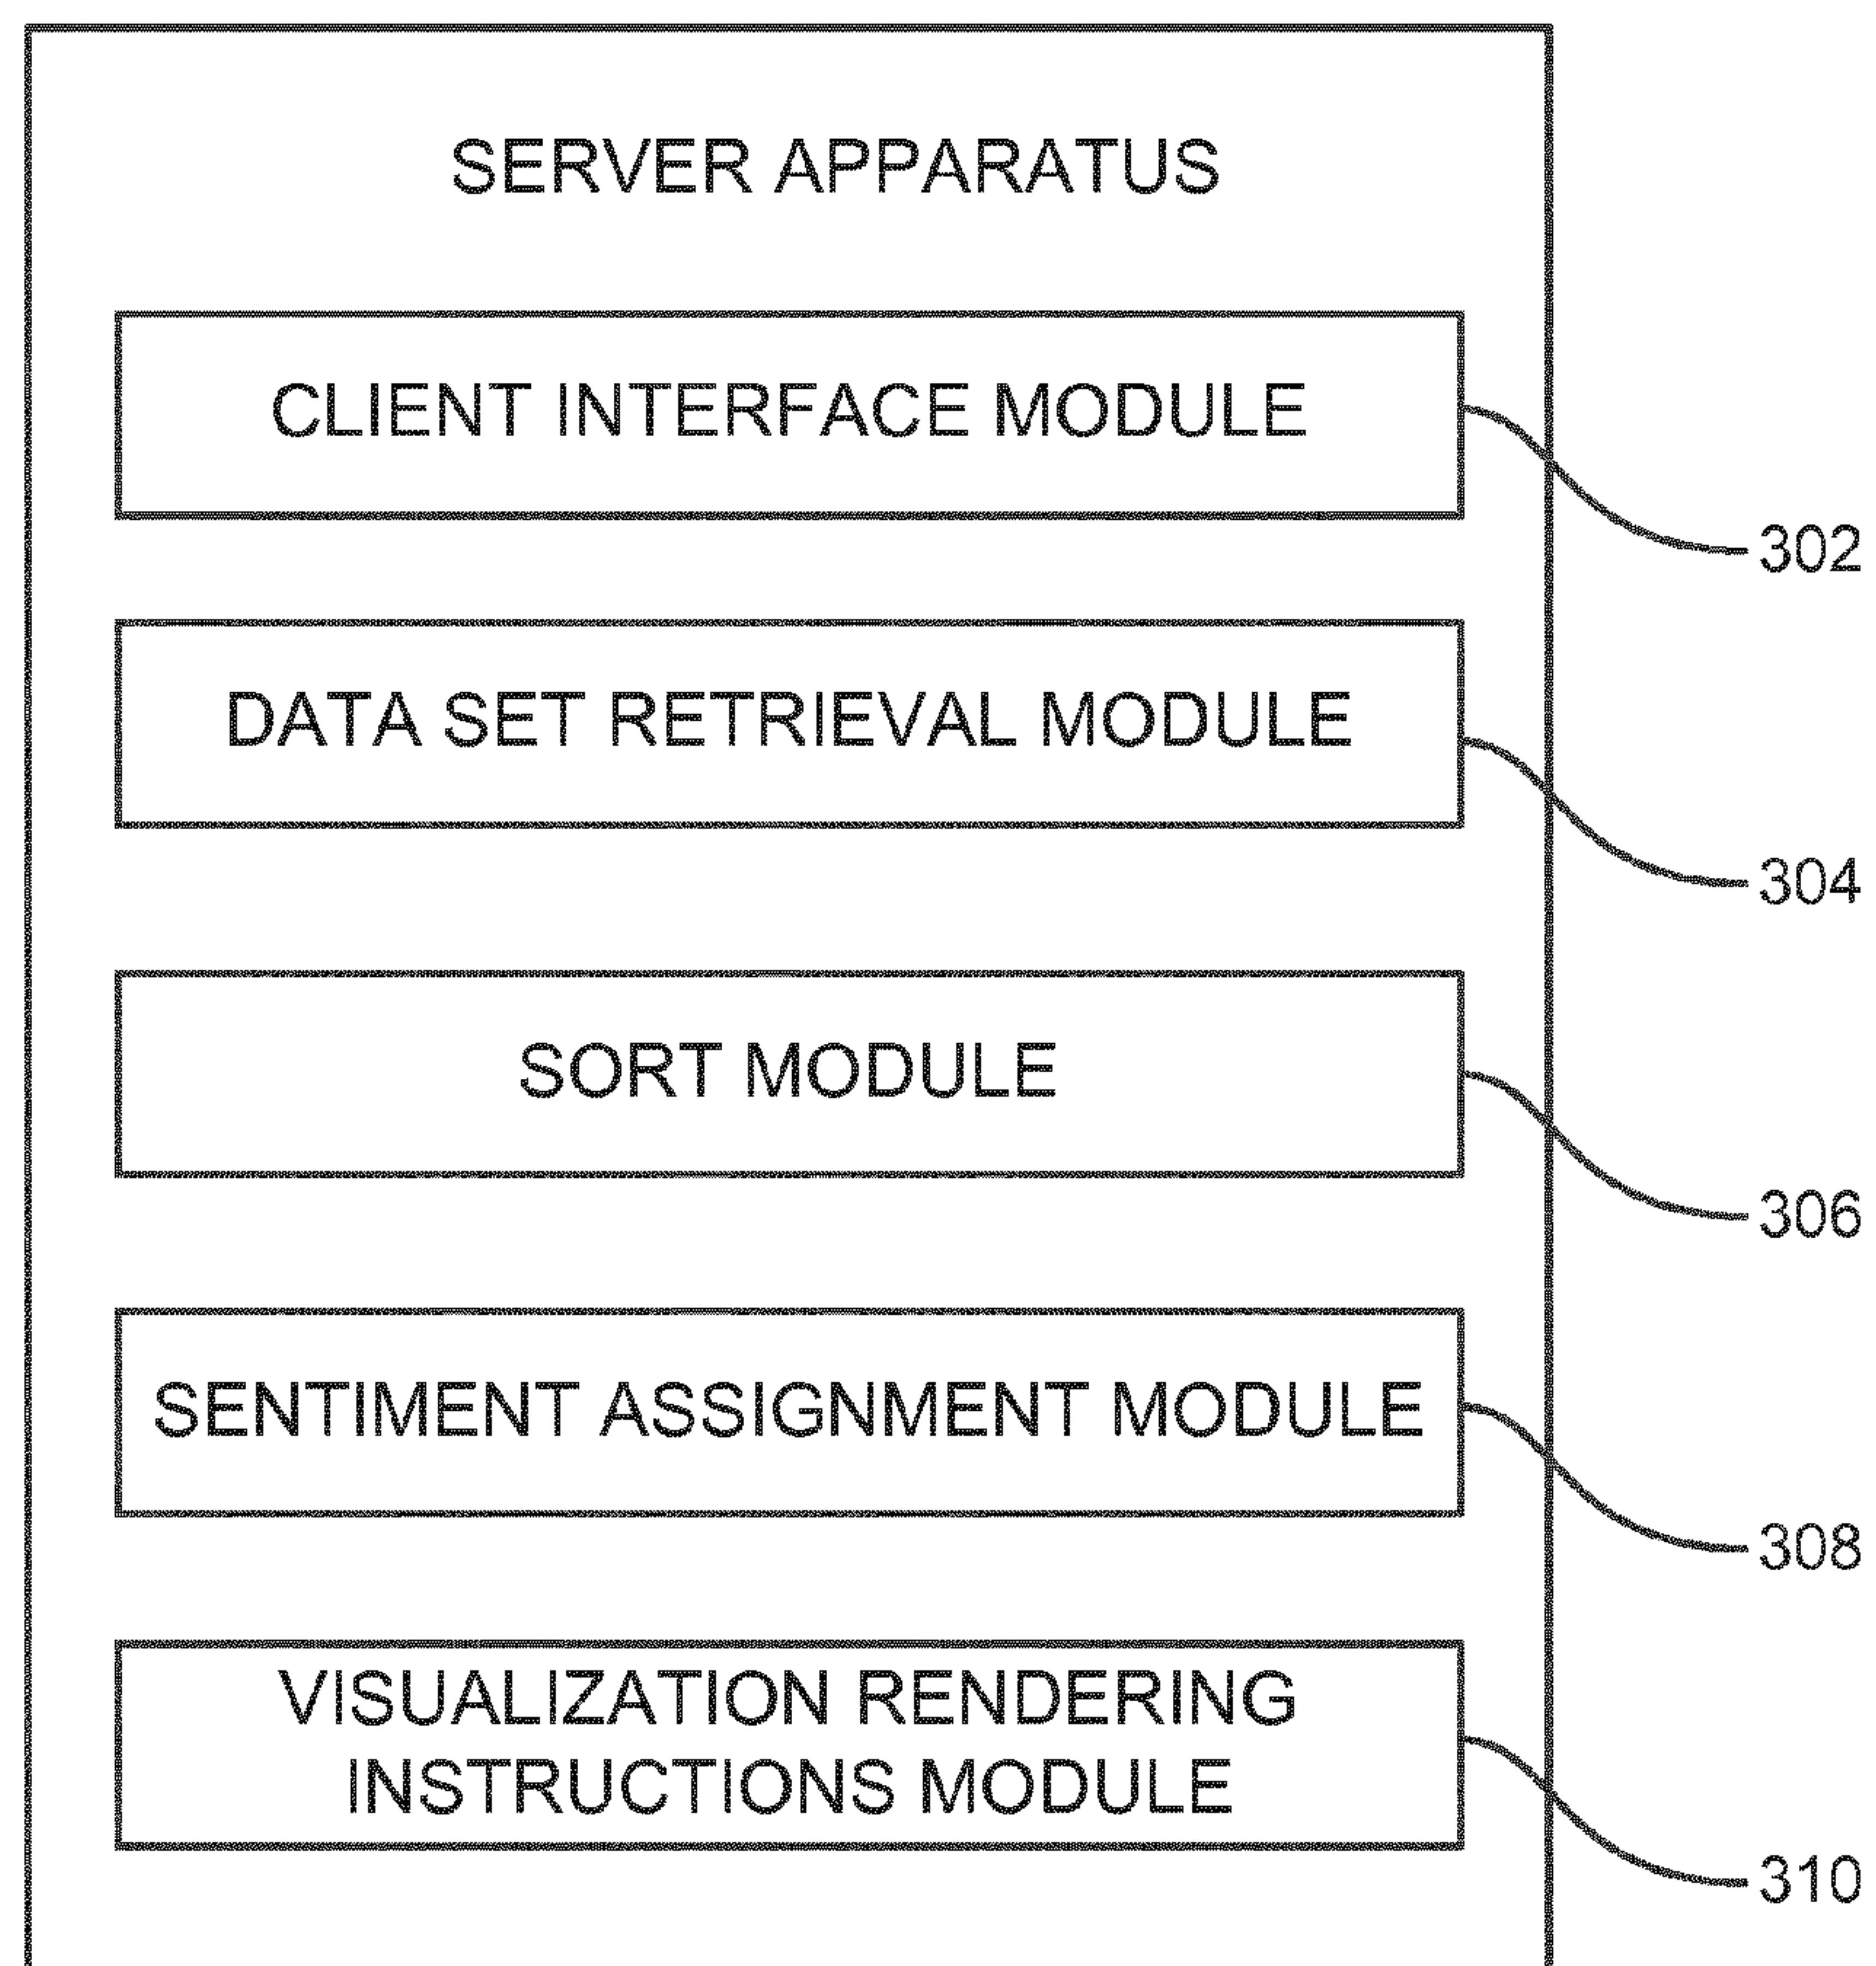 SERVER APPARATUS
CLIENT INTERFACE MODULE
302
DATA SET RETRIEVAL MODULE
304
SORT MODULE
306
SENTIMENT ASSIGNMENT MODULE
308
VISUALIZATION RENDERING
INSTRUCTIONS MODULE
310